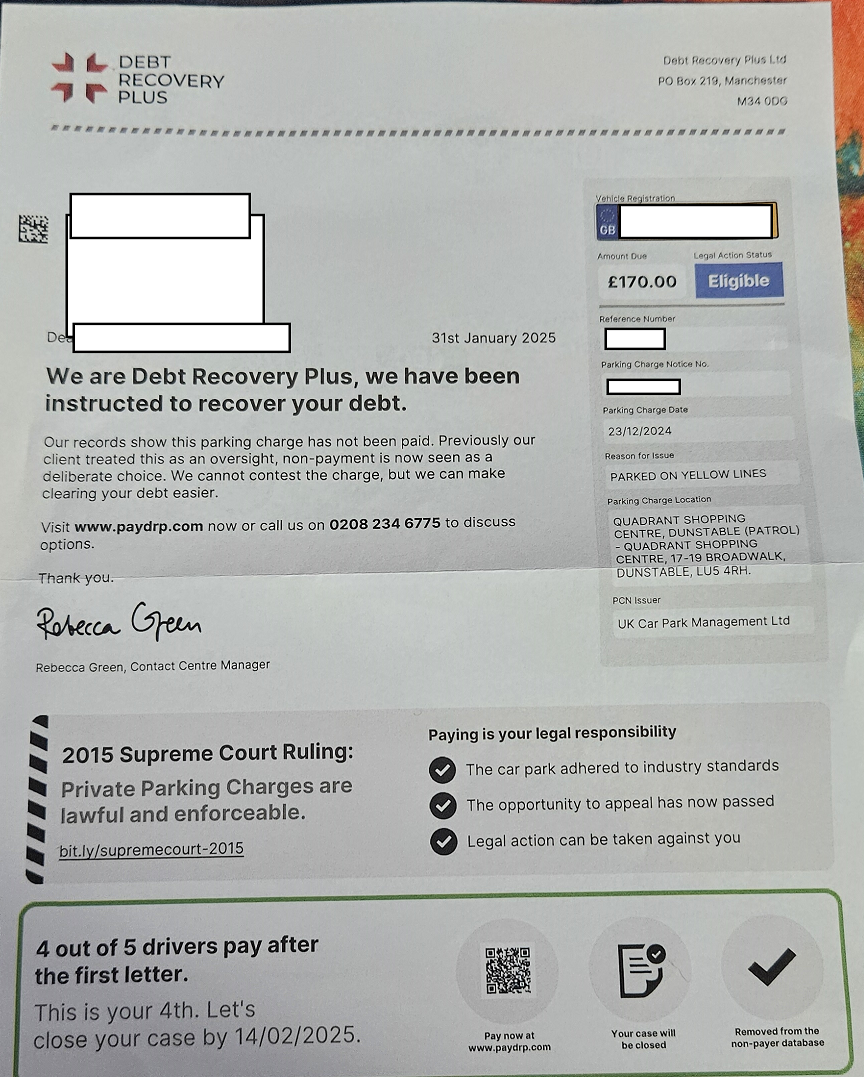 DEBT
RECOVERY
PLUS
Debt Recovery Plus Ltd
PO Box 219, Manchester
M34 0DG
Vehicle Registration
GB
Amount Due
Legal Action Status
£170.00
Eligible
Reference Number
Parking Charge Notice No.
Parking Charge Date
23/12/2024
Reason for Issue
PARKED ON YELLOW LINES
Parking Charge Location
QUADRANT SHOPPING
CENTRE, DUNSTABLE (PATROL)
- QUADRANT SHOPPING
CENTRE, 17-19 BROADWALK,
DUNSTABLE, LU5 4RH.
PCN Issuer
UK Car Park Management Ltd
31st January 2025
We are Debt Recovery Plus, we have been
instructed to recover your debt.
Our records show this parking charge has not been paid. Previously our
client treated this as an oversight, non-payment is now seen as a
deliberate choice. We cannot contest the charge, but we can make
clearing your debt easier.
Visit www.paydrp.com now or call us on 0208 234 6775 to discuss
options.
Thank you.
Rebecca Green
Rebecca Green, Contact Centre Manager
2015 Supreme Court Ruling:
Private Parking Charges are
lawful and enforceable.
bit.ly/supremecourt-2015
Paying is your legal responsibility
The car park adhered to industry standards
The opportunity to appeal has now passed
Legal action can be taken against you
4 out of 5 drivers pay after
the first letter.
This is your 4th. Let's
close your case by 14/02/2025.
Pay now at
www.paydrp.com
Your case will
be closed
Removed from the
non-payer database